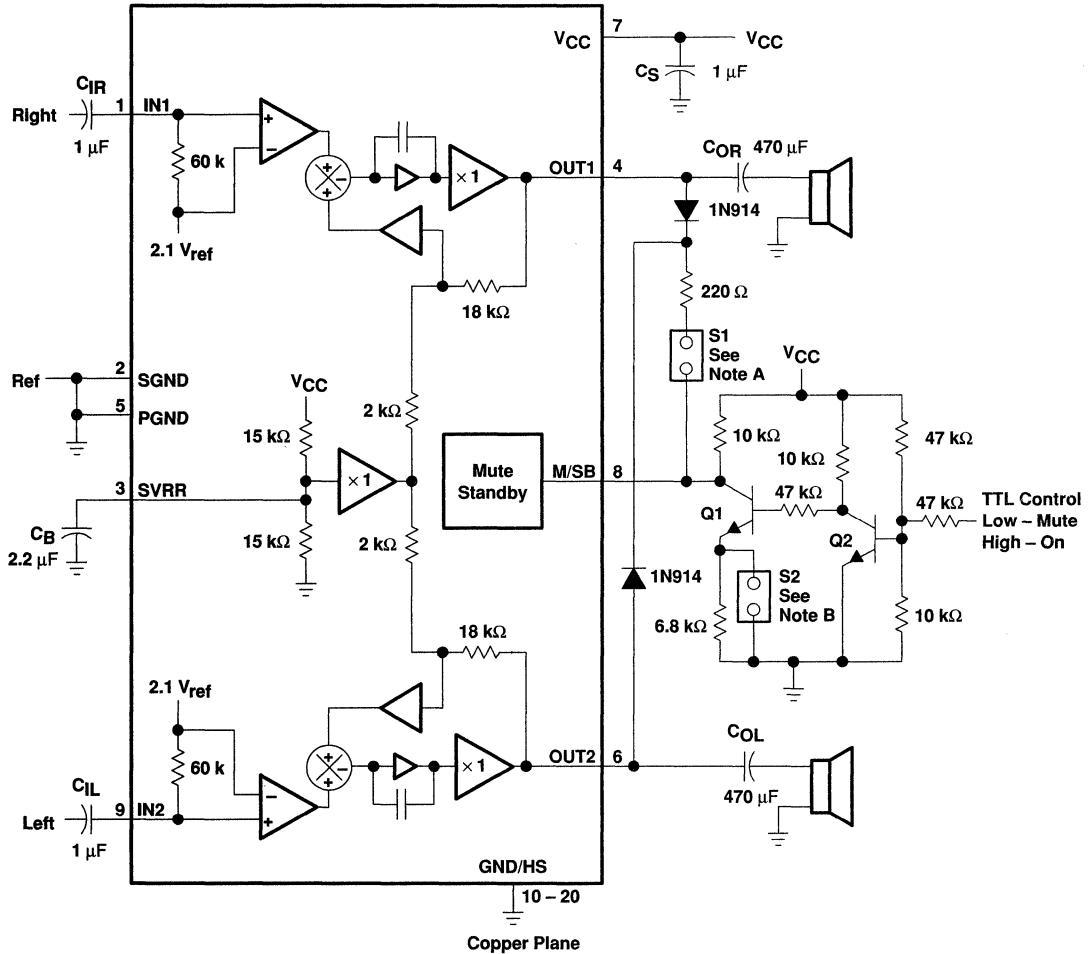 7
VCC
VCC
CS
1 µF
CIR
Right
1
IN1
1 µF
60 k
+
−
2.1 Vref
+
−
+
× 1
OUT1
4
COR
470 µF
1N914
18 kΩ
220 Ω
S1
See
Note A
Ref
2
SGND
5
PGND
VCC
15 kΩ
2 kΩ
3
SVRR
× 1
CB
2.2 µF
15 kΩ
2 kΩ
Mute
Standby
M/SB
8
VCC
10 kΩ
10 kΩ
47 kΩ
47 kΩ
47 kΩ
TTL Control
Low – Mute
High – On
Q1
Q2
1N914
S2
See
Note B
6.8 kΩ
10 kΩ
18 kΩ
2.1 Vref
60 k
CIL
Left
9
IN2
1 µF
−
+
+
−
+
× 1
OUT2
6
COL
470 µF
GND/HS
10 – 20
Copper Plane